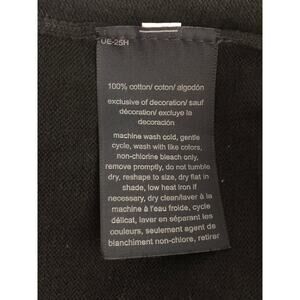 UE-25H
100% cotton/ coton/ algodón
exclusive of decoration/ sauf
décoration/ excluye la
decoración
machine wash cold, gentle
cycle, wash with like colors,
non-chlorine bleach only,
remove promptly, do not tumble
dry, reshape to size, dry flat in
shade, low heat iron if
necessary, dry clean/laver à la
machine à l'eau froide, cycle
délicat, laver en séparant les
couleurs, seulement agent de
blanchiment non-chlore, retirer